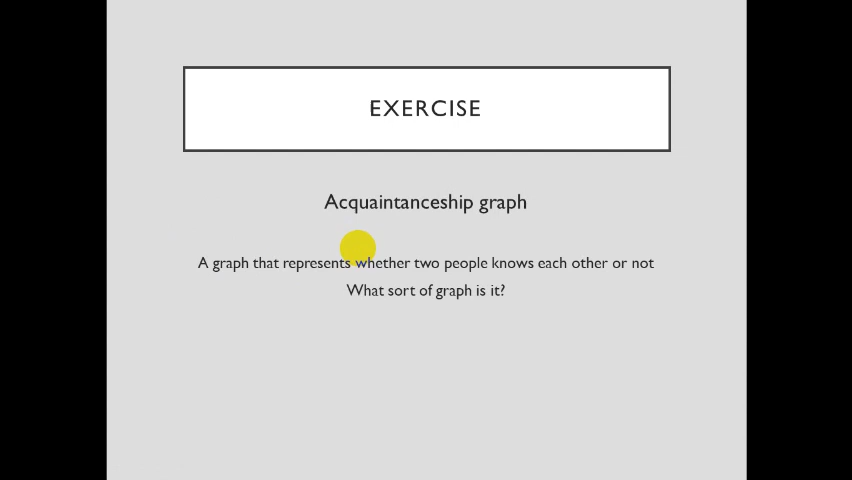 EXERCISE
Acquaintanceship graph
A graph that represents whether two people knows each other or not
What sort of graph is it?